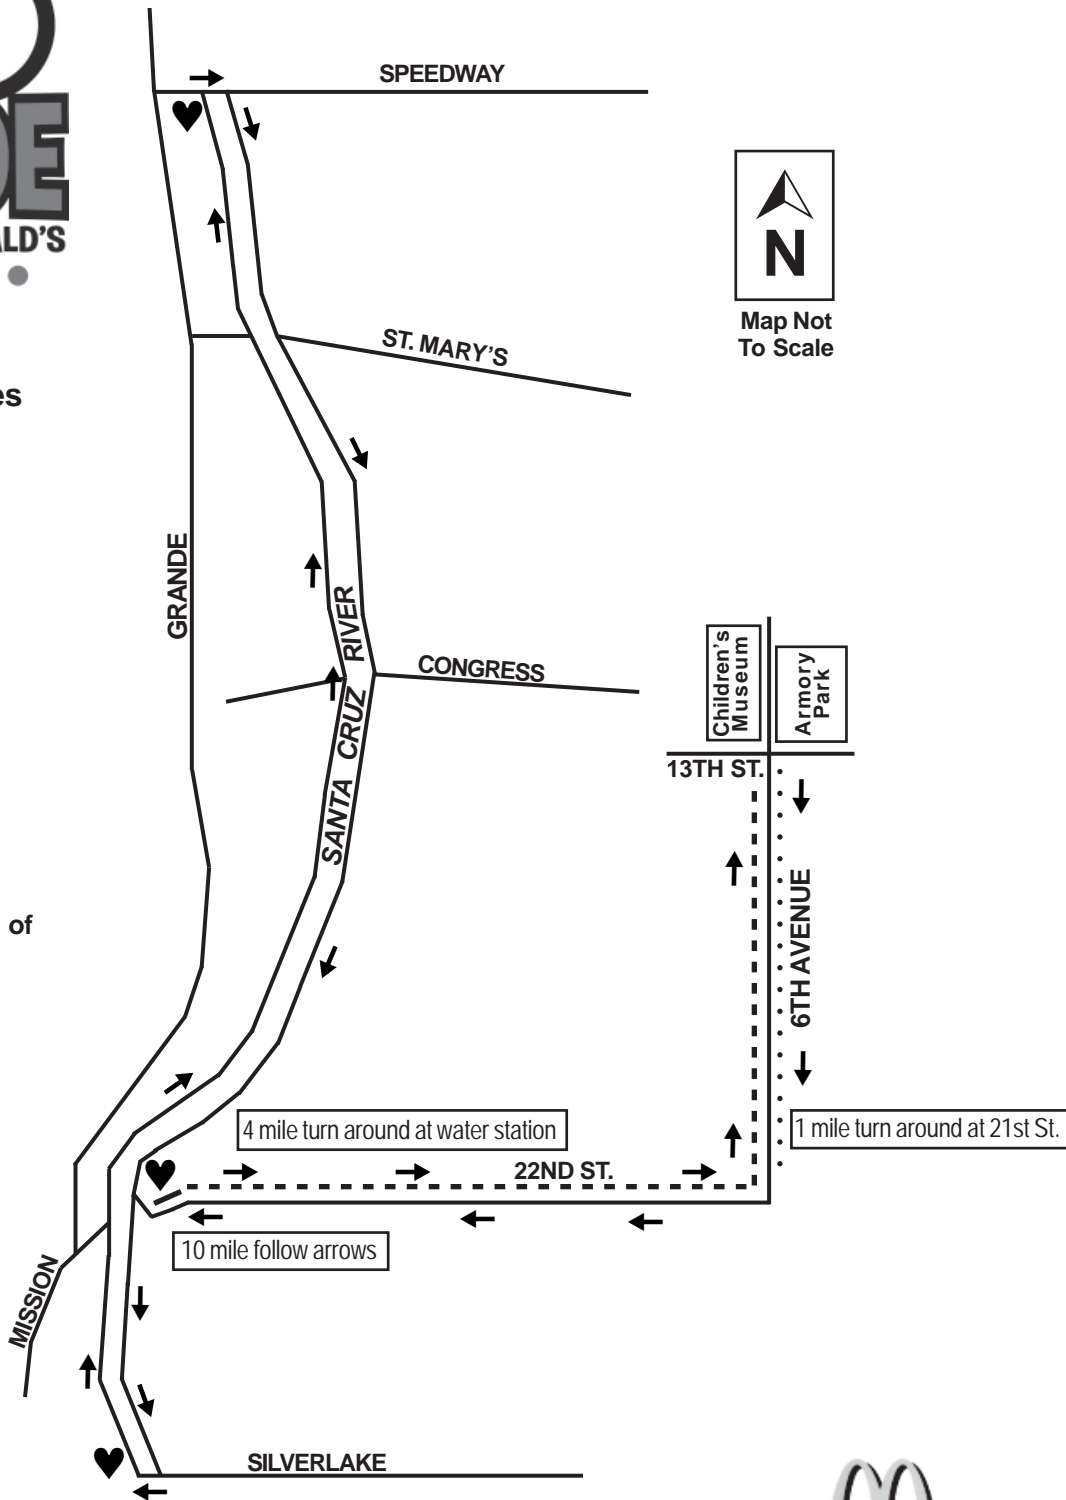 SPEEDWAY
N
Map Not
To Scale
ST. MARY'S
GRANDE
RIVER
CONGRESS
SANTA CRUZ
Children's
Museum
Armory
Park
13TH ST.
6TH AVENUE
of
4 mile turn around at water station
1 mile turn around at 21st St.
22ND ST.
10 mile follow arrows
MISSION
SILVERLAKE